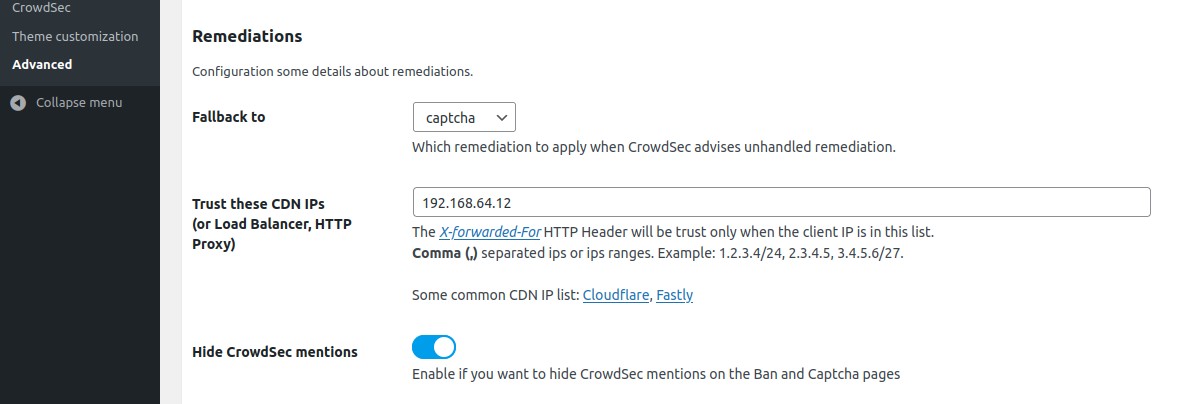 CrowdSec
Theme customization
Advanced
Collapse menu
Remediations
Configuration some details about remediations.
Fallback to
captcha
Which remediation to apply when CrowdSec advises unhandled remediation.
Trust these CDN IPs
(or Load Balancer, HTTP
Proxy)
192.168.64.12
The X-forwarded-For HTTP Header will be trust only when the client IP is in this list.
Comma (,) separated ips or ips ranges. Example: 1.2.3.4/24, 2.3.4.5, 3.4.5.6/27.
Some common CDN IP list: Cloudflare, Fastly
Hide CrowdSec mentions
Enable if you want to hide CrowdSec mentions on the Ban and Captcha pages